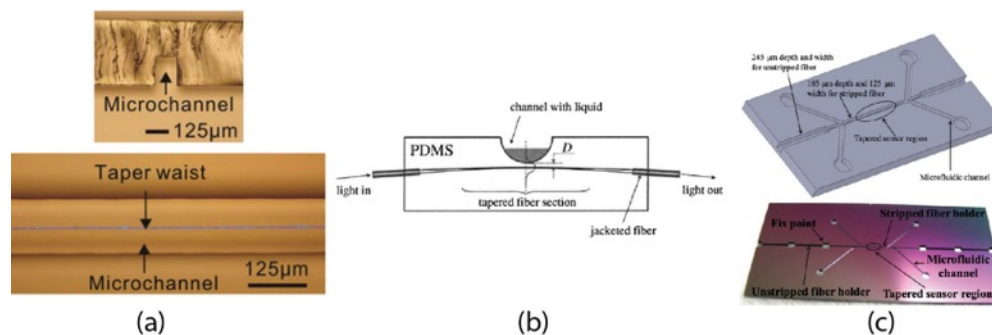 Microchannel
125µm
Taper waist
Microchannel
125µm
(a)
channel with liquid
PDMS
D
light in
light out
tapered fiber section
jacketed fiber
(b)
245 µm depth and width
for unstripped fiber
185 µm depth and 125 µm
width for stripped fiber
Tapered sensor region
Microfluidic channel
Stripped fiber holder
Fix point
Microfluidic
channel
Unstripped fiber holder
Tapered sensor region
(c)